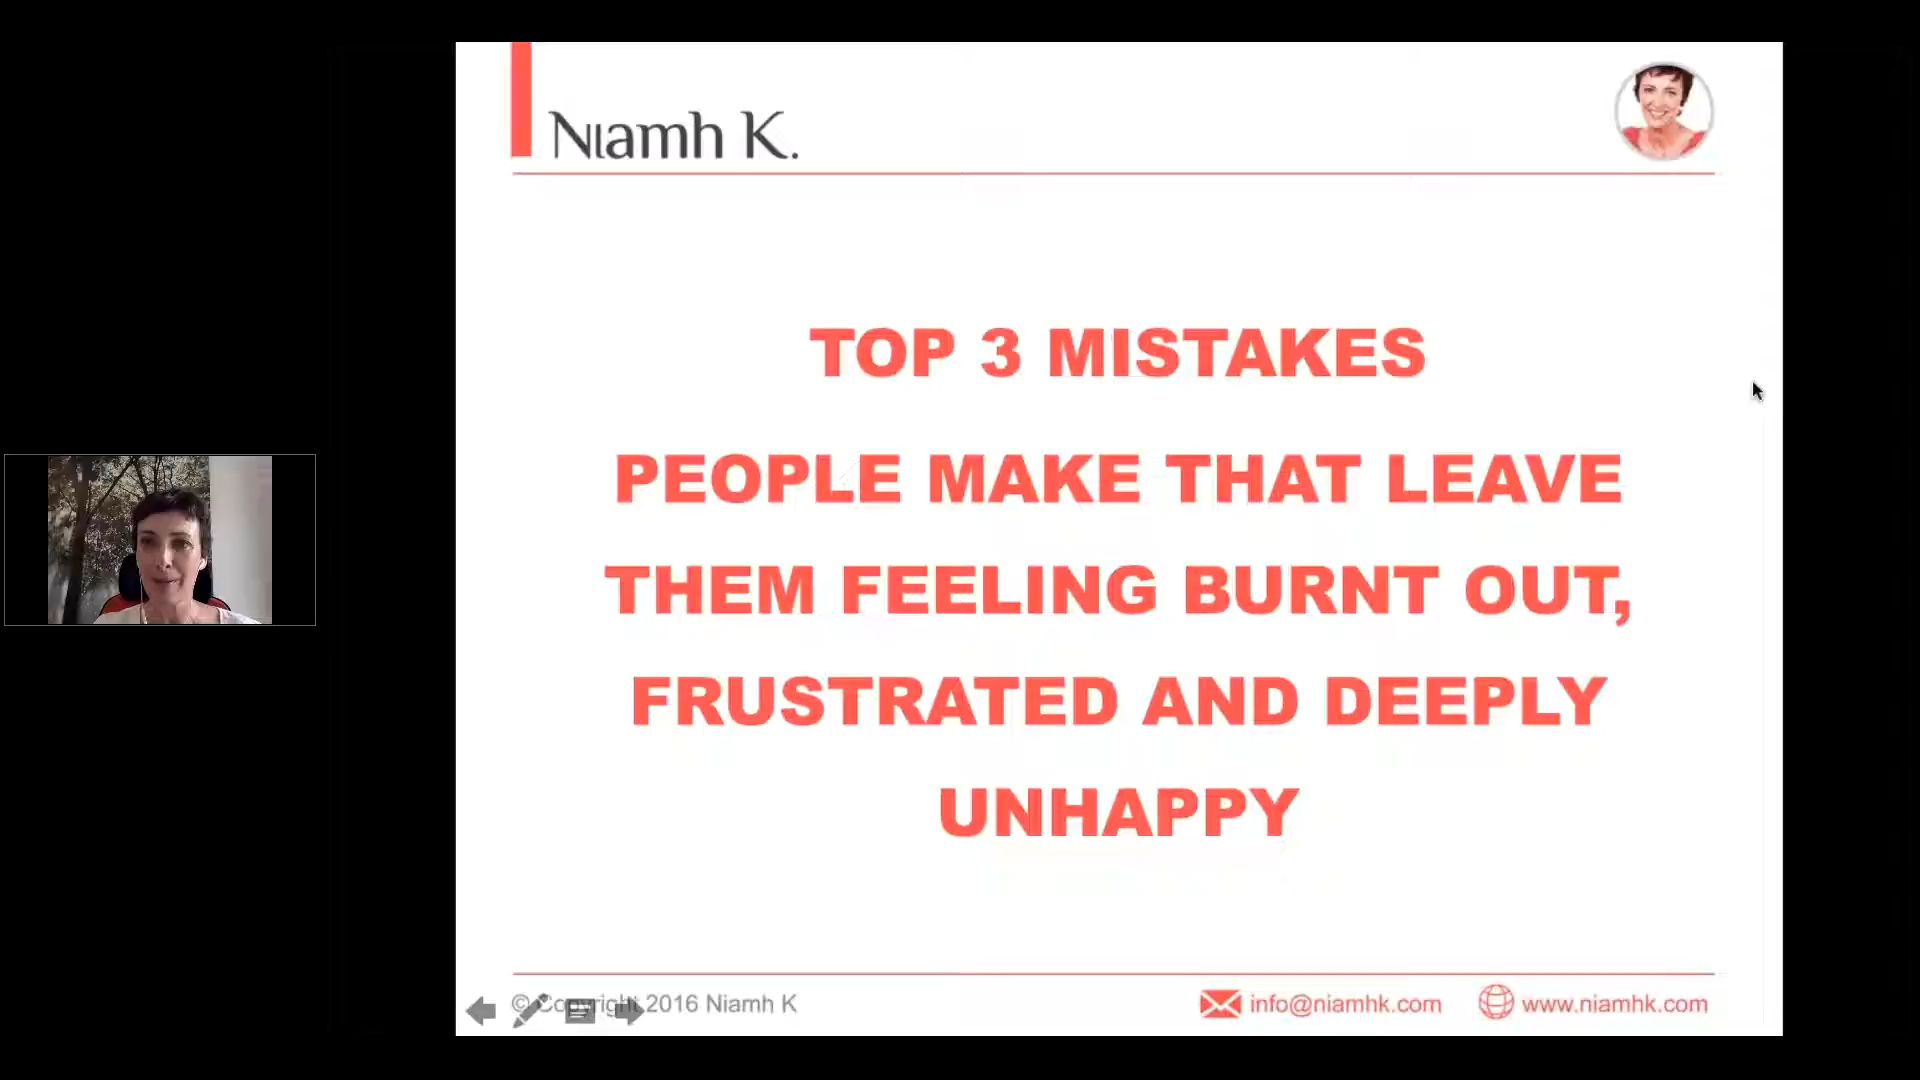 Niamh K.
TOP 3 MISTAKES
PEOPLE MAKE THAT LEAVE
THEM FEELING BURNT OUT,
FRUSTRATED AND DEEPLY
UNHAPPY
© Copyright 2016 Niamh K
info@niamhk.com
www.niamhk.com